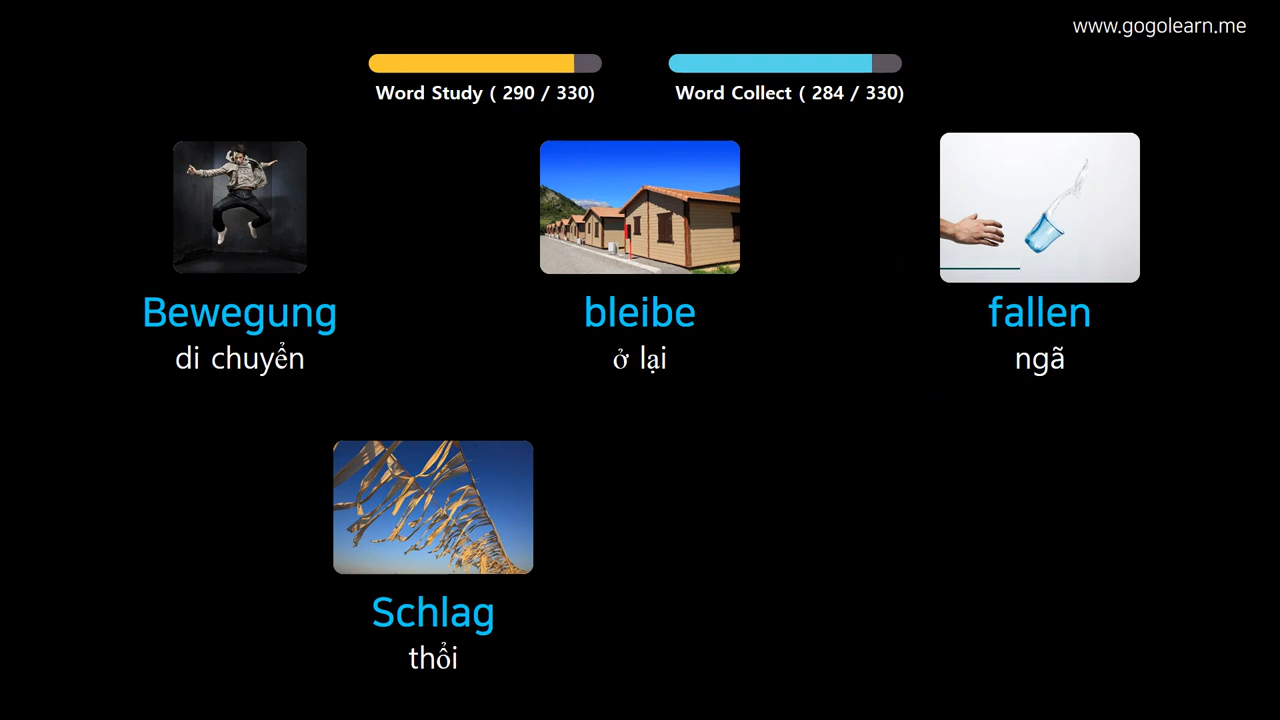 www.gogolearn.me
Word Study ( 290 / 330)
Word Collect ( 284 / 330)
Bewegung
di chuyển
bleibe
ở lại
fallen
ngã
Schlag
thổi